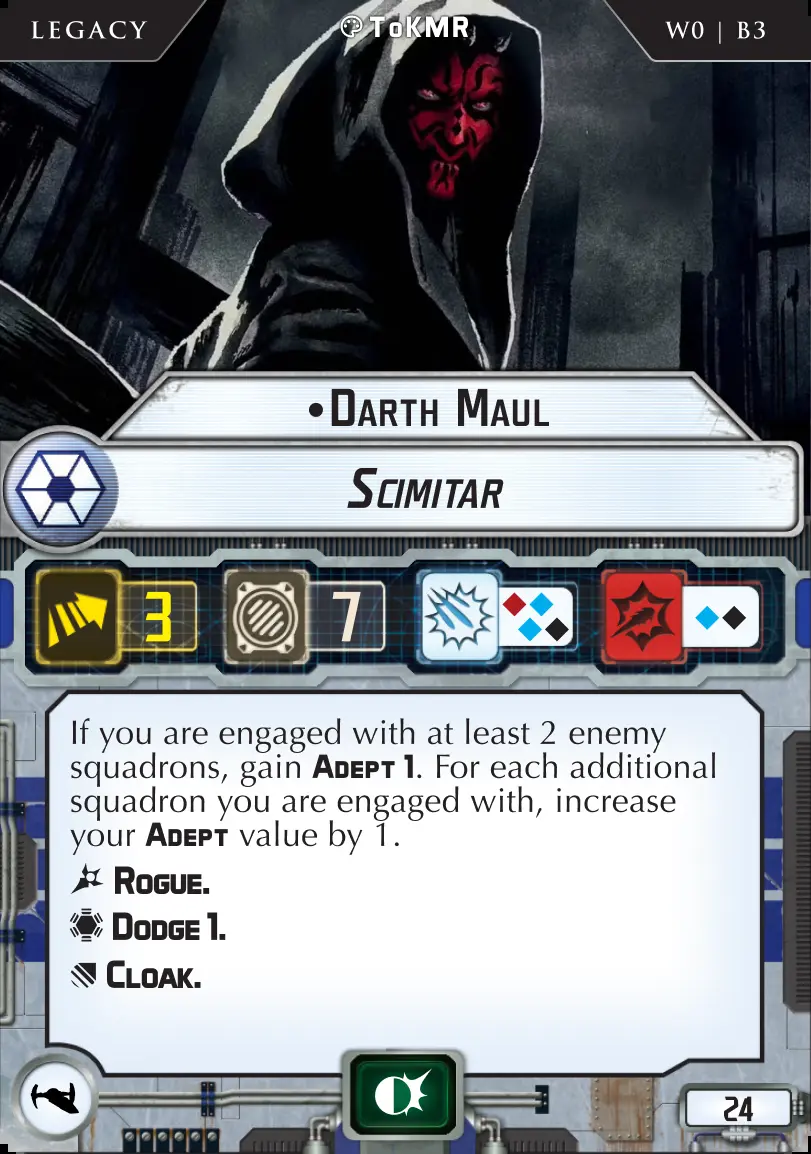 LEGACY
ToKMR
W0 | B3
•Darth Maul
Scimitar
3
7
If you are engaged with at least 2 enemy
squadrons, gain Adept 1. For each additional
squadron you are engaged with, increase
your Adept value by 1.
Rogue.
Dodge 1.
Cloak.
24